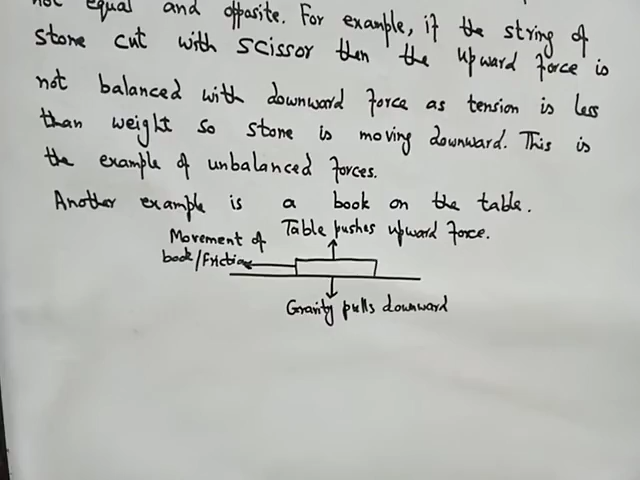 not equal and opposite. For example, if the string of
stone cut with scissor then the upward force is
not balanced with downward force as tension is less
than weight so stone is moving downward. This is
the example of unbalanced forces.
Another example is a book on the table.
Table pushes upward force.
Movement of
book/friction
Gravity pulls downward